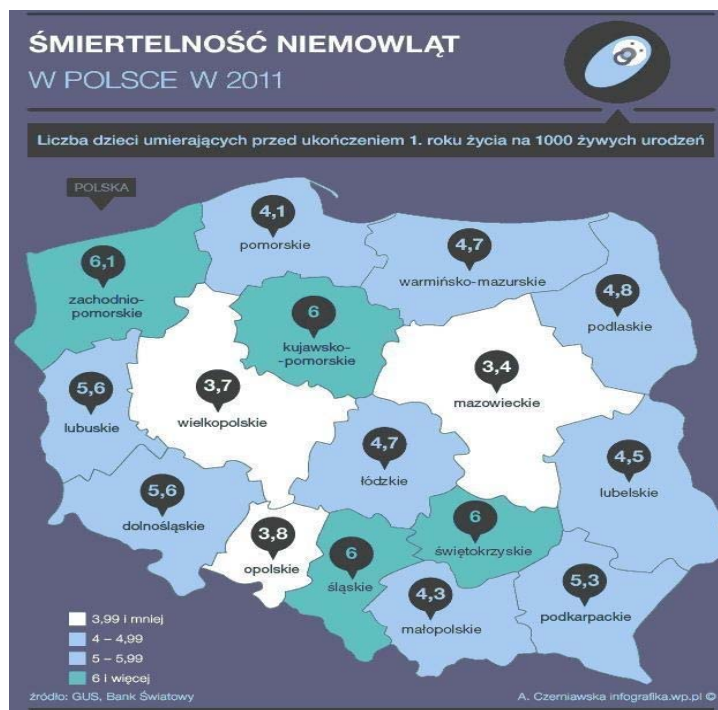 ŚMIERTELNOŚĆ NIEMOWLĄT
W POLSCE W 2011
Liczba dzieci umierających przed ukończeniem 1. roku życia na 1000 żywych urodzeń
POLSKA
4,1
pomorskie
4,7
warmińsko-mazurskie
6,1
zachodnio-
pomorskie
4,8
podlaskie
6
kujawsko-
-pomorskie
3,7
wielkopolskie
3,4
mazowieckie
5,6
lubuskie
4,7
łódzkie
4,5
lubelskie
5,6
dolnośląskie
6
świętokrzyskie
3,8
opolskie
6
śląskie
4,3
małopolskie
5,3
podkarpackie
3,99 i mniej
4 – 4,99
5 – 5,99
6 i więcej
źródło: GUS, Bank Światowy
A. Czerniawska infografika.wp.pl ©